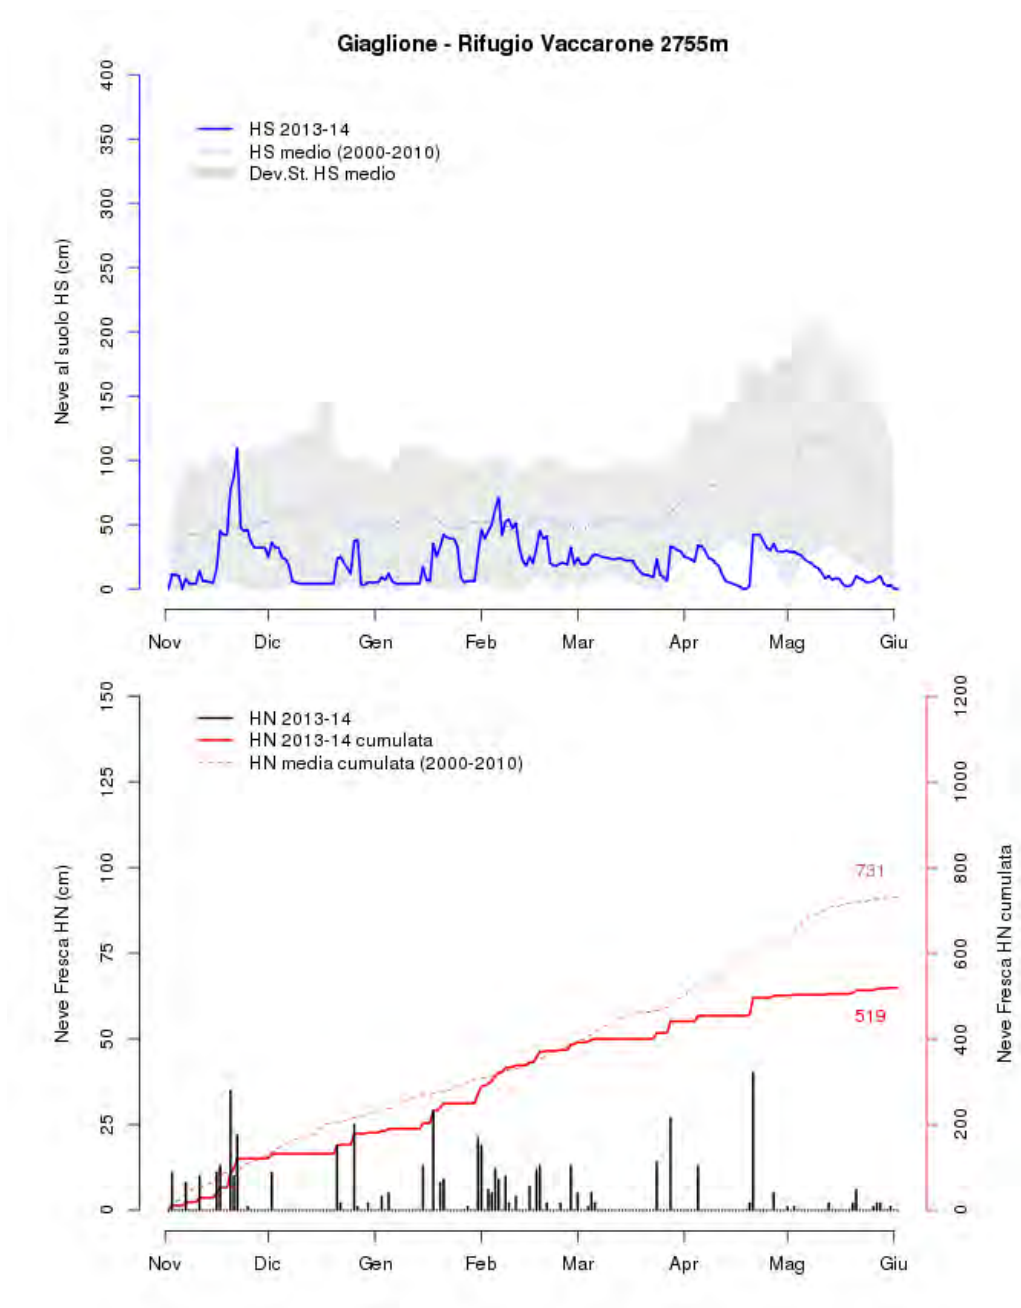 Giaglione - Rifugio Vaccarone 2755m
400
350
300
250
200
150
100
50
0
Neve al suolo HS (cm)
HS 2013-14
HS medio (2000-2010)
Dev.St. HS medio
Nov Dic Gen Feb Mar Apr Mag Giu
150
125
100
75
50
25
0
Neve Fresca HN (cm)
HN 2013-14
HN 2013-14 cumulata
HN media cumulata (2000-2010)
731
519
1200
1000
800
600
400
200
0
Neve Fresca HN cumulata
Nov Dic Gen Feb Mar Apr Mag Giu